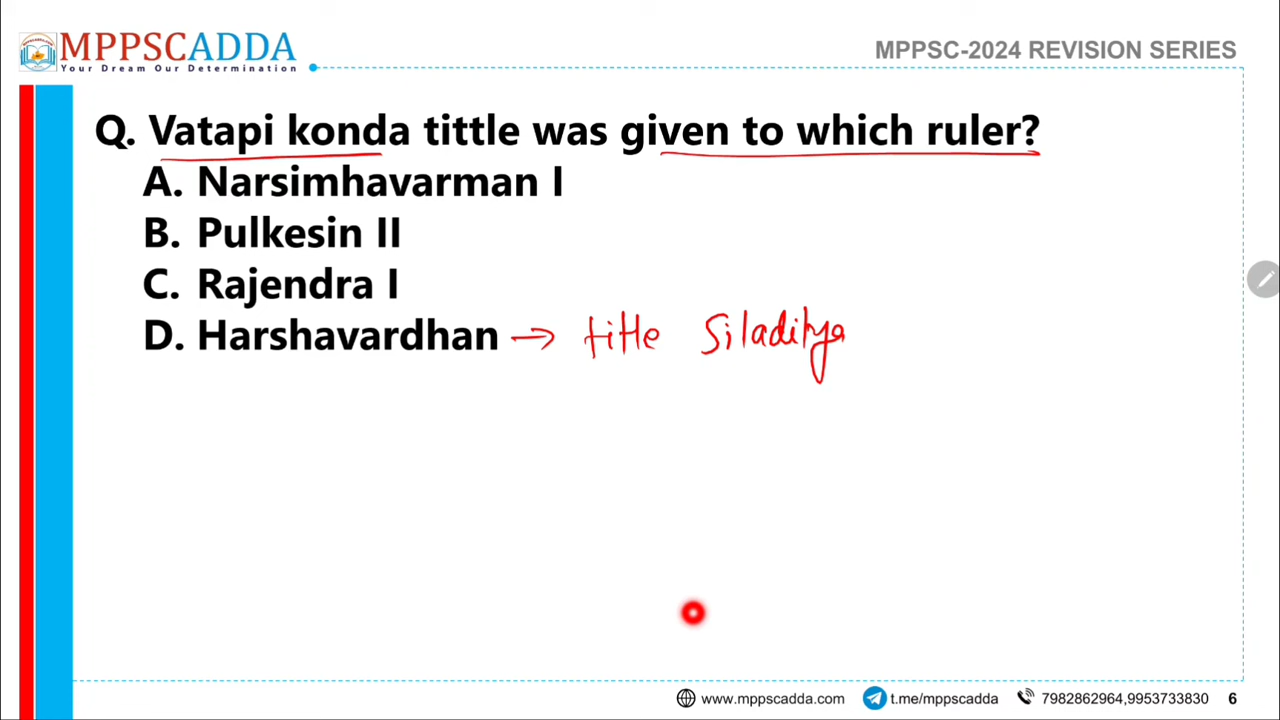 MPPSCADDA
Your Dream Our Determination
MPPSC-2024 REVISION SERIES
Q. Vatapi konda tittle was given to which ruler?
A. Narsimhavarman I
B. Pulkesin II
C. Rajendra I
D. Harshavardhan → title Siladitya
www.mppscadda.com t.me/mppscadda 7982862964,9953733830 6